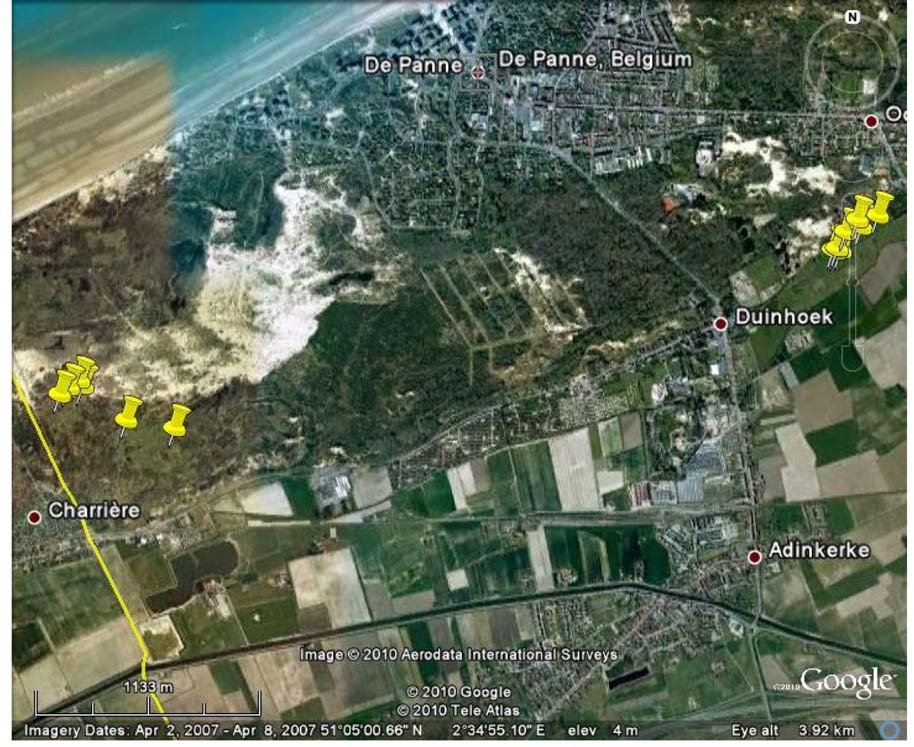 N
De Panne
De Panne, Belgium
Duinhoek
Charrière
Adinkerke
Image © 2010 Aerodata International Surveys
1133 m
© 2010 Google
© 2010 Tele Atlas
©2010 Google
Imagery Dates: Apr 2, 2007 - Apr 8, 2007 51°05'00.66" N 2°34'55.10" E elev 4 m Eye alt 3.92 km